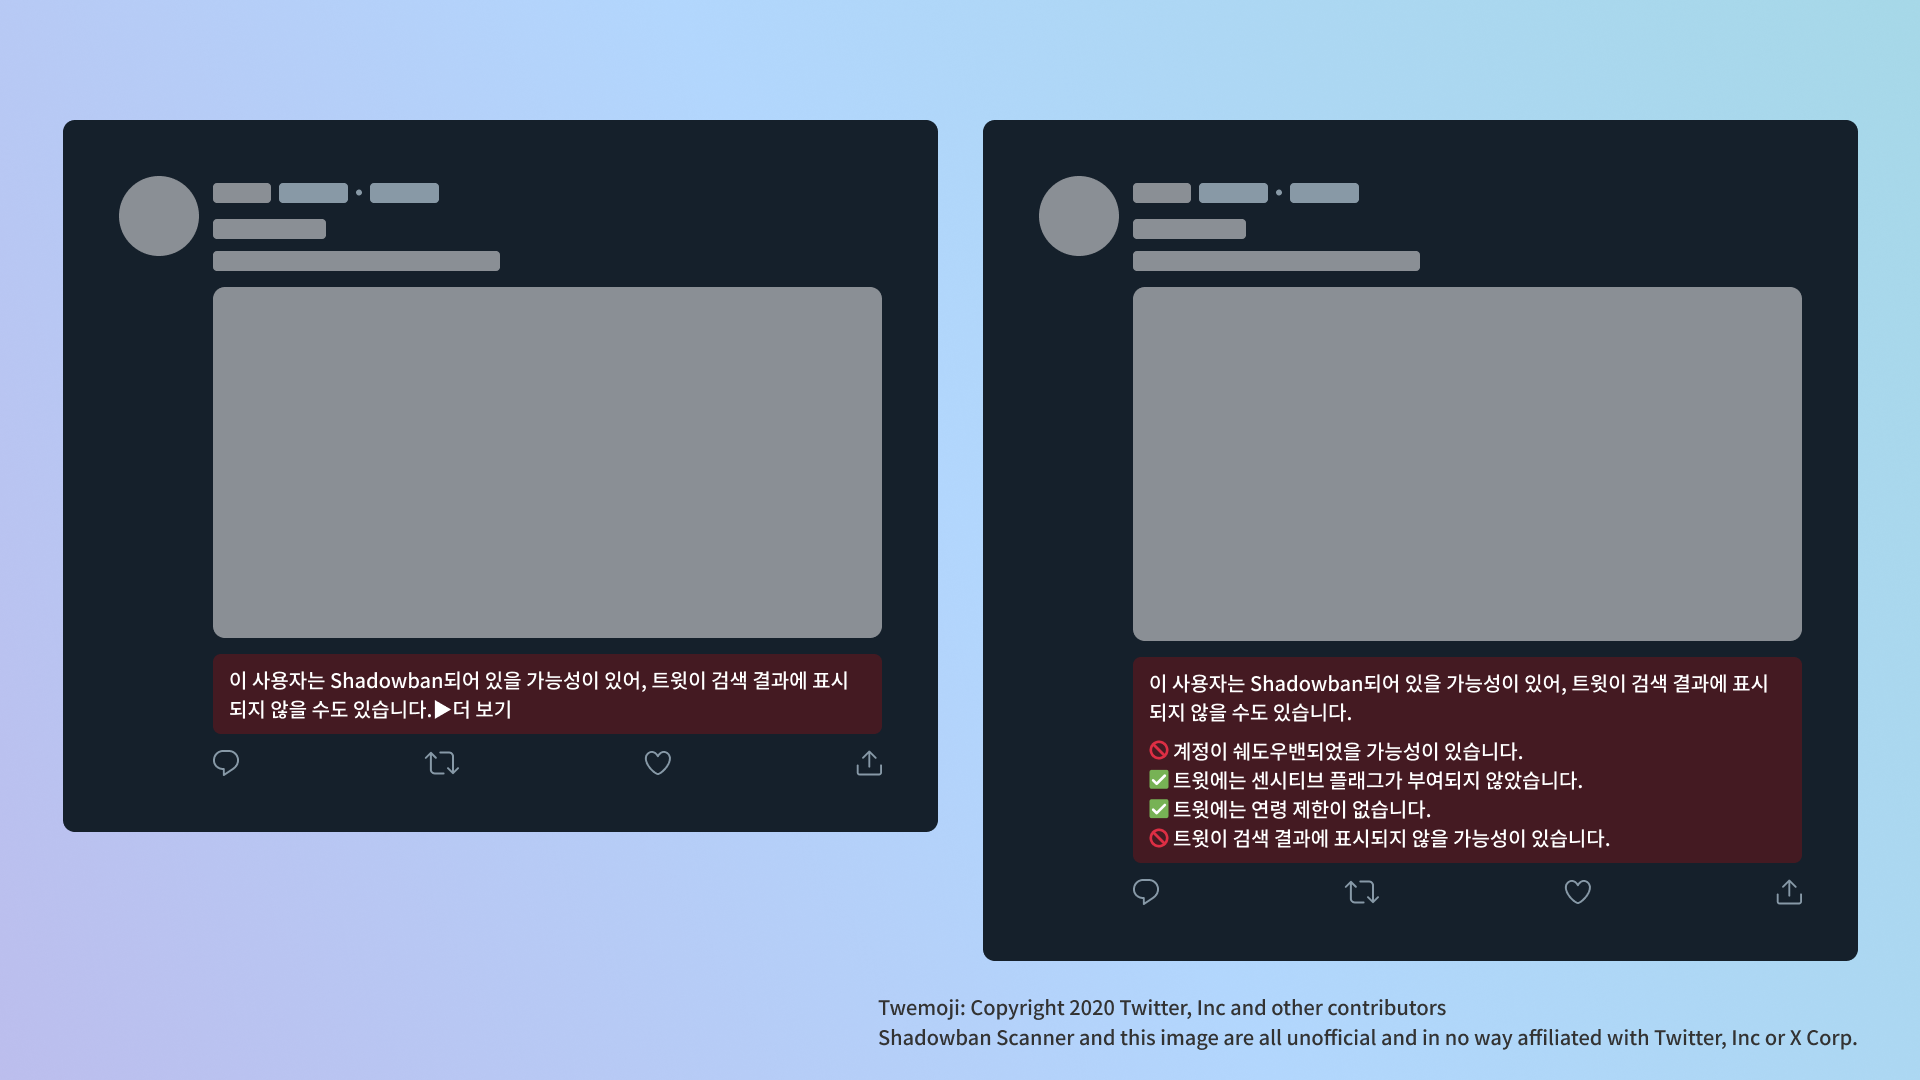 이 사용자는 Shadowban되어 있을 가능성이 있어, 트윗이 검색 결과에 표시
되지 않을 수도 있습니다.▶더 보기
이 사용자는 Shadowban되어 있을 가능성이 있어, 트윗이 검색 결과에 표시
되지 않을 수도 있습니다.
🚫 계정이 쉐도우밴되었을 가능성이 있습니다.
✅ 트윗에는 센시티브 플래그가 부여되지 않았습니다.
✅ 트윗에는 연령 제한이 없습니다.
🚫 트윗이 검색 결과에 표시되지 않을 가능성이 있습니다.
Twemoji: Copyright 2020 Twitter, Inc and other contributors
Shadowban Scanner and this image are all unofficial and in no way affiliated with Twitter, Inc or X Corp.